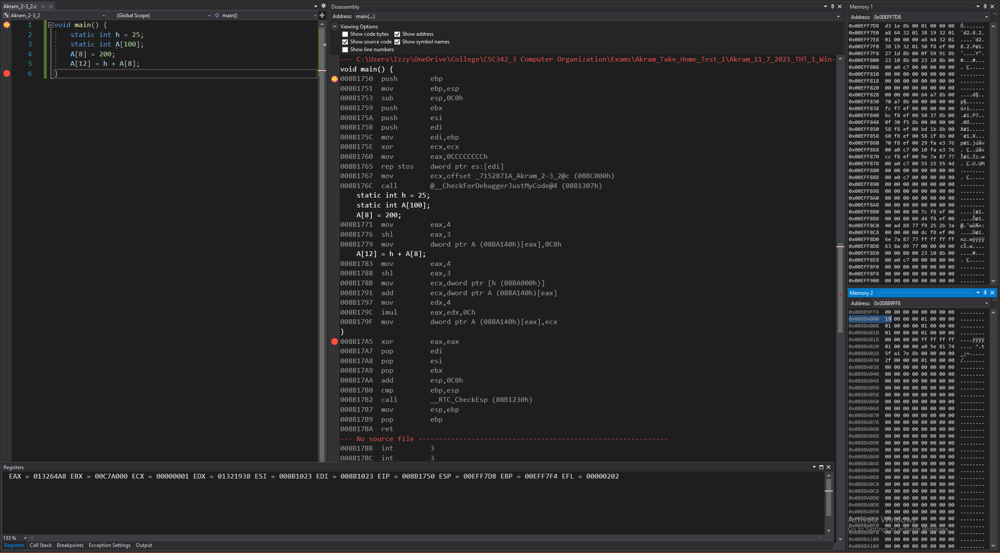 Akram_2-3_2.c
Akram_2-3_2 (Global Scope) main()
1 void main() {
2 static int h = 25;
3 static int A[100];
4 A[8] = 200;
5 A[12] = h + A[8];
6 }
Disassembly
Address: main(...)
Viewing Options
Show code bytes Show address
Show source code Show symbol names
Show line numbers
--- C:\Users\Izzy\OneDrive\College\CSC342_3 Computer Organization\Exams\Akram_Take_Home_Test_1\Akram_11_7_2021_THT_1_Win-
void main() {
008B1750 push ebp
008B1751 mov ebp,esp
008B1753 sub esp,0C0h
008B1759 push ebx
008B175A push esi
008B175B push edi
008B175C mov edi,ebp
008B175E xor ecx,ecx
008B1760 mov eax,0CCCCCCCCh
008B1765 rep stos dword ptr es:[edi]
008B1767 mov ecx,offset _7152871A_Akram_2-3_2@c (08BC000h)
008B176C call @__CheckForDebuggerJustMyCode@4 (08B1307h)
static int h = 25;
static int A[100];
A[8] = 200;
008B1771 mov eax,4
008B1776 shl eax,3
008B1779 mov dword ptr A (08BA140h)[eax],0C8h
A[12] = h + A[8];
008B1783 mov eax,4
008B1788 shl eax,3
008B178B mov ecx,dword ptr [h (08BA000h)]
008B1791 add ecx,dword ptr A (08BA140h)[eax]
008B1797 mov edx,4
008B179C imul eax,edx,0Ch
008B179F mov dword ptr A (08BA140h)[eax],ecx
}
008B17A5 xor eax,eax
008B17A7 pop edi
008B17A8 pop esi
008B17A9 pop ebx
008B17AA add esp,0C0h
008B17B0 cmp ebp,esp
008B17B2 call __RTC_CheckEsp (08B1230h)
008B17B7 mov esp,ebp
008B17B9 pop ebp
008B17BA ret
--- No source file -------------------------------------------------------------
008B17BB int 3
008B17BC int 3
Memory 1
Address: 0x00EFF7D8
0x00EFF7D8 d3 1e 8b 00 01 00 00 00 Ó.......
0x00EFF7E0 a8 64 32 01 38 19 32 01 ¨d2.8.2.
0x00EFF7E8 01 00 00 00 a8 64 32 01 ....¨d2.
0x00EFF7F0 38 19 32 01 50 f8 ef 00 8.2.Pøï.
0x00EFF7F8 27 1d 8b 00 0f 59 91 8b '....Y‘.
0x00EFF800 23 10 8b 00 23 10 8b 00 #...#...
0x00EFF808 00 a0 c7 00 00 00 00 00 . Ç.....
0x00EFF810 00 00 00 00 00 00 00 00 ........
0x00EFF818 00 00 00 00 00 00 00 00 ........
0x00EFF820 00 00 00 00 00 00 00 00 ........
0x00EFF828 00 00 00 00 64 a7 8b 00 ....d§..
0x00EFF830 70 a7 8b 00 00 00 00 00 p§......
0x00EFF838 fc f7 ef 00 00 00 00 00 ü÷ï.....
0x00EFF840 bc f8 ef 00 50 37 8b 00 .øï.P7..
0x00EFF848 0f 30 f5 8b 00 00 00 00 .0õ.....
0x00EFF850 58 f8 ef 00 bd 1b 8b 00 Xøï.....
0x00EFF858 60 f8 ef 00 58 1f 8b 00 `øï.X...
0x00EFF860 70 f8 ef 00 29 fa e3 76 pøï.)úãv
0x00EFF868 00 a0 c7 00 10 fa e3 76 . Ç..úãv
0x00EFF870 cc f8 ef 00 9e 7a 87 77 Ìøï.žz.w
0x00EFF878 00 a0 c7 00 55 15 55 4d . Ç.U.UM
0x00EFF880 00 00 00 00 00 00 00 00 ........
0x00EFF888 00 a0 c7 00 00 00 00 00 . Ç.....
0x00EFF890 00 00 00 00 00 00 00 00 ........
0x00EFF898 00 00 00 00 00 00 00 00 ........
0x00EFF8A0 00 00 00 00 00 00 00 00 ........
0x00EFF8A8 00 00 00 00 00 00 00 00 ........
0x00EFF8B0 00 00 00 00 7c f8 ef 00 ....|øï.
0x00EFF8B8 00 00 00 00 d4 f8 ef 00 ....Ôøï.
0x00EFF8C0 40 ad 88 77 f9 25 2b 3a @.ˆwù%+:
0x00EFF8C8 00 00 00 00 dc f8 ef 00 ....Üøï.
0x00EFF8D0 6e 7a 87 77 ff ff ff ff nz.wÿÿÿÿ
0x00EFF8D8 63 8a 89 77 00 00 00 00 cŠ.w....
0x00EFF8E0 00 00 00 00 23 10 8b 00 ....#...
0x00EFF8E8 00 a0 c7 00 00 00 00 00 . Ç.....
0x00EFF8F0 00 00 00 00 00 00 00 00 ........
0x00EFF8F8 00 00 00 00 00 00 00 00 ........
0x00EFF900 00 00 00 00 00 00 00 00 ........
Memory 2
Address: 0x008B9FF8
0x008B9FF8 00 00 00 00 00 00 00 00 ........
0x008BA000 19 00 00 00 01 00 00 00 ........
0x008BA008 01 00 00 00 01 00 00 00 ........
0x008BA010 01 00 00 00 01 00 00 00 ........
0x008BA018 00 00 00 00 ff ff ff ff ....ÿÿÿÿ
0x008BA020 01 00 00 00 a0 5e 81 74 .... ^.t
0x008BA028 5f a1 7e 8b 00 00 00 00 _¡~.....
0x008BA030 2f 00 00 00 01 00 00 00 /.......
0x008BA038 00 00 00 00 00 00 00 00 ........
0x008BA040 00 00 00 00 00 00 00 00 ........
0x008BA048 00 00 00 00 00 00 00 00 ........
0x008BA050 00 00 00 00 00 00 00 00 ........
0x008BA058 00 00 00 00 00 00 00 00 ........
0x008BA060 00 00 00 00 00 00 00 00 ........
0x008BA068 00 00 00 00 00 00 00 00 ........
0x008BA070 00 00 00 00 00 00 00 00 ........
0x008BA078 00 00 00 00 00 00 00 00 ........
0x008BA080 00 00 00 00 00 00 00 00 ........
0x008BA088 00 00 00 00 00 00 00 00 ........
0x008BA090 00 00 00 00 00 00 00 00 ........
0x008BA098 00 00 00 00 00 00 00 00 ........
0x008BA0A0 00 00 00 00 00 00 00 00 ........
0x008BA0A8 00 00 00 00 00 00 00 00 ........
0x008BA0B0 00 00 00 00 00 00 00 00 ........
0x008BA0B8 00 00 00 00 00 00 00 00 ........
0x008BA0C0 00 00 00 00 00 00 00 00 ........
0x008BA0C8 00 00 00 00 00 00 00 00 ........
0x008BA0D0 00 00 00 00 00 00 00 00 ........
0x008BA0D8 00 00 00 00 00 00 00 00 ........
0x008BA0E0 00 00 00 00 00 00 00 00 ........
0x008BA0E8 00 00 00 00 00 00 00 00 ........
0x008BA0F0 00 00 00 00 00 00 00 00 ........
0x008BA0F8 00 00 00 00 00 00 00 00 ........
0x008BA100 00 00 00 00 00 00 00 00 ........
0x008BA108 00 00 00 00 00 00 00 00 ........
Activate Windows
Go to Settings to activate Windows.
Registers
EAX = 013264A8 EBX = 00C7A000 ECX = 00000001 EDX = 01321938 ESI = 008B1023 EDI = 008B1023 EIP = 008B1750 ESP = 00EFF7D8 EBP = 00EFF7F4 EFL = 00000202
133 %
Registers Call Stack Breakpoints Exception Settings Output